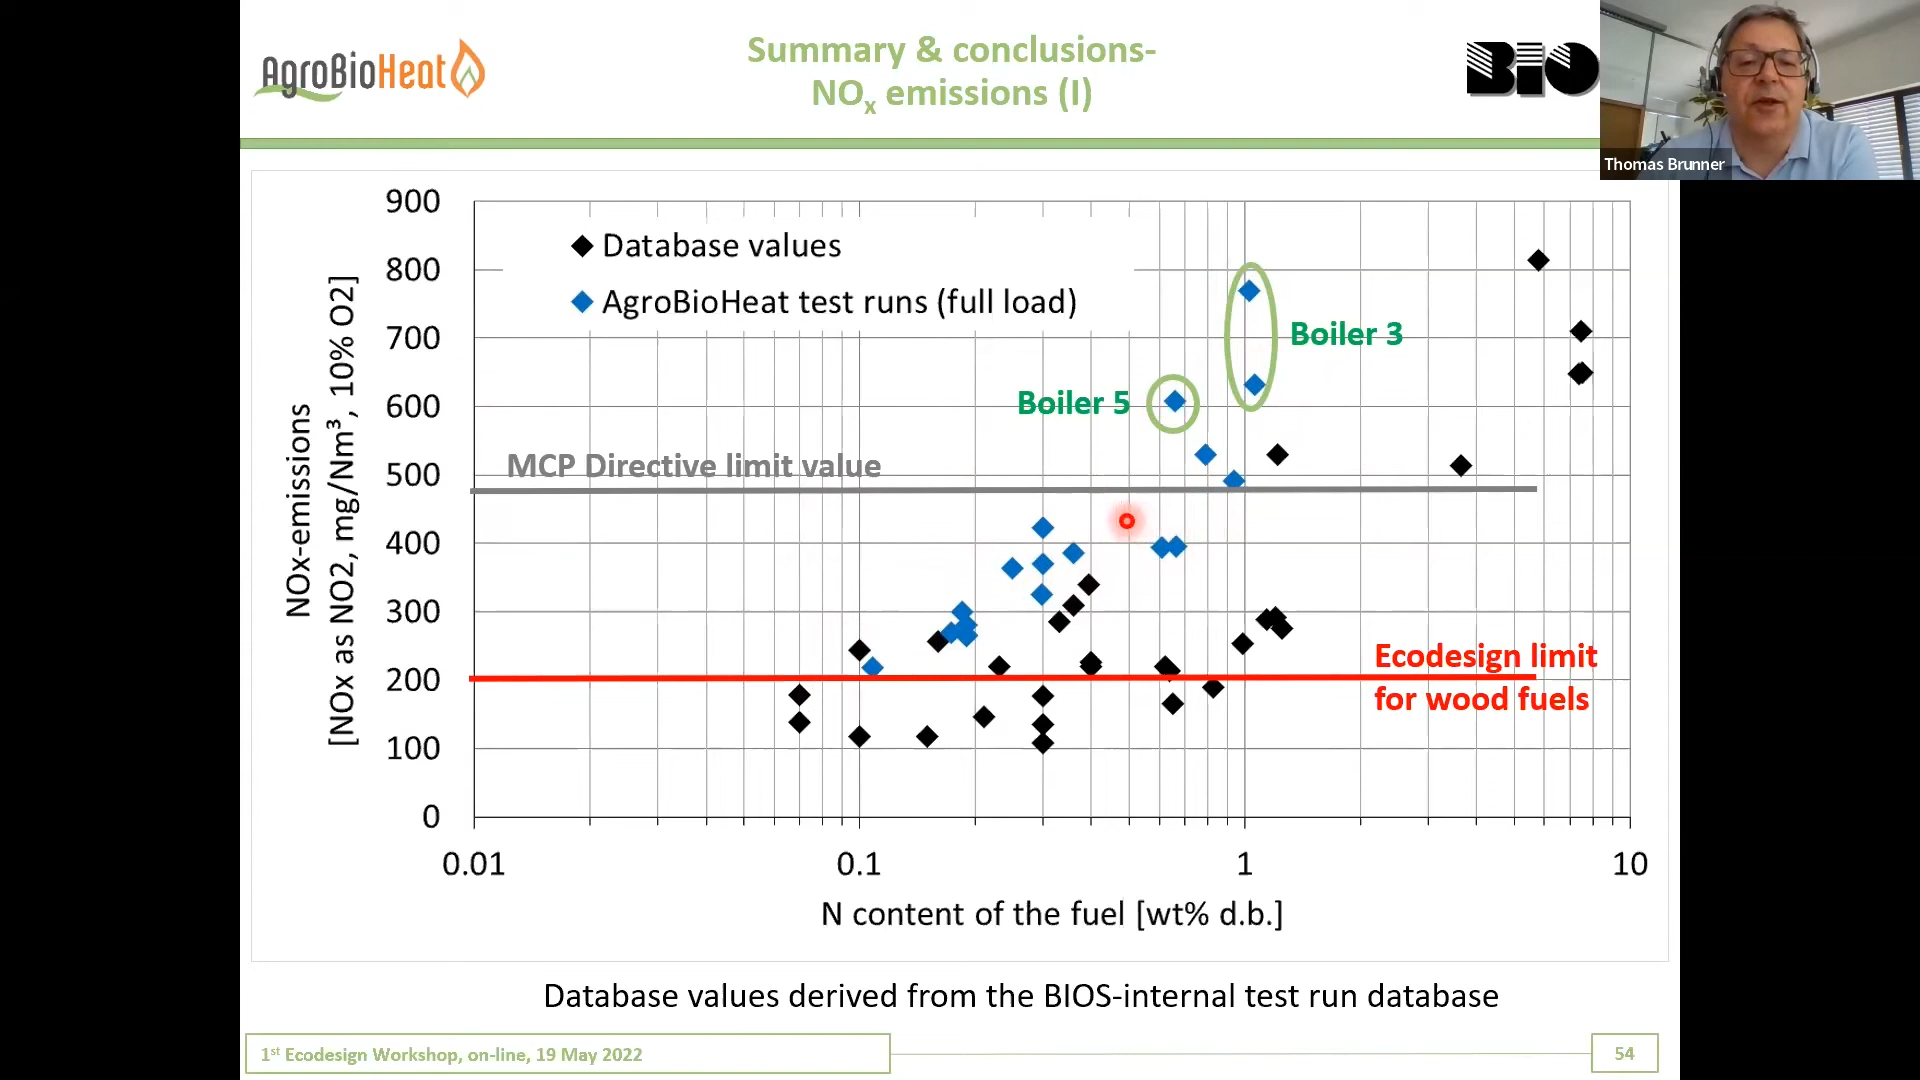 AgroBioHeat
Summary & conclusions-
NOx emissions (I)
BIO
Thomas Brunner
900
800
700
600
500
400
300
200
100
0
NOx-emissions
[NOx as NO2, mg/Nm³, 10% O2]
Database values
AgroBioHeat test runs (full load)
Boiler 3
Boiler 5
MCP Directive limit value
Ecodesign limit
for wood fuels
0.01 0.1 1 10
N content of the fuel [wt% d.b.]
Database values derived from the BIOS-internal test run database
1st Ecodesign Workshop, on-line, 19 May 2022
54